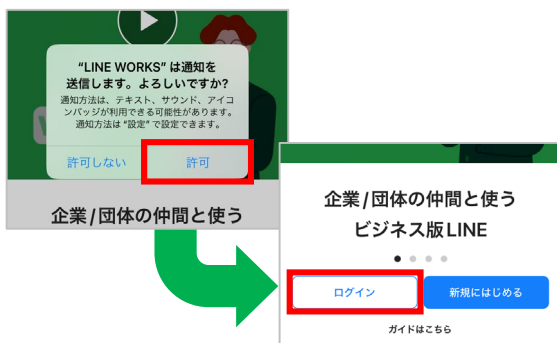 “LINE WORKS” は通知を
送信します。よろしいですか?
通知方法は、テキスト、サウンド、アイコ
ンバッジが利用できる可能性があります。
通知方法は “設定” で設定できます。
許可しない
許可
企業/団体の仲間と使う
企業/団体の仲間と使う
ビジネス版LINE
ログイン
新規にはじめる
ガイドはこちら